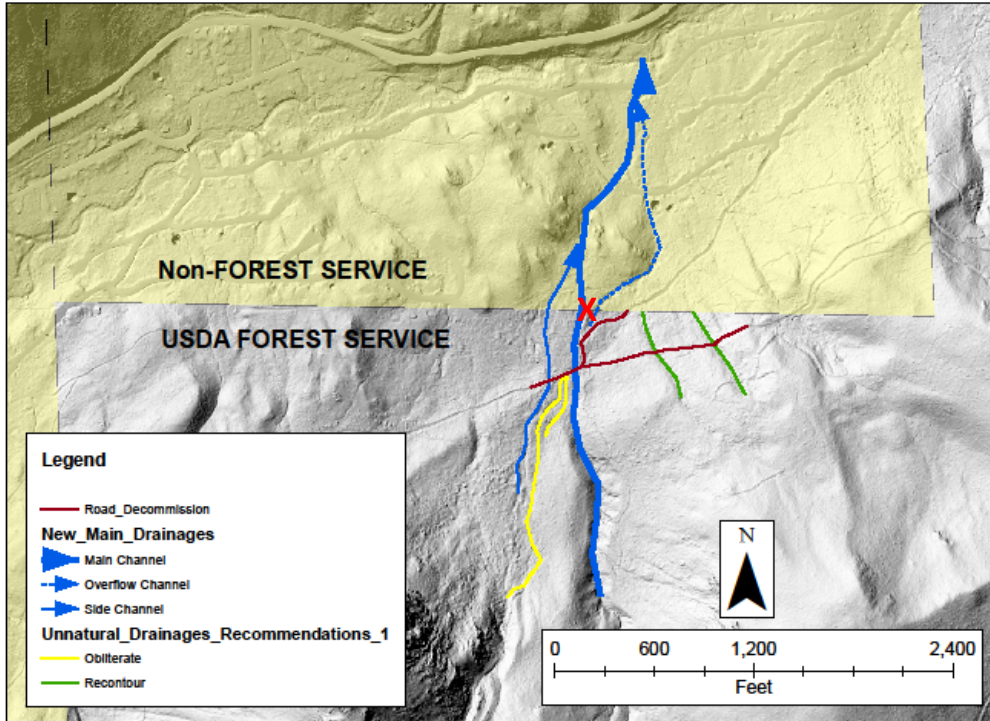 Non-FOREST SERVICE
X
USDA FOREST SERVICE
Legend
Road_Decommission
New_Main_Drainages
Main Channel
Overflow Channel
Side Channel
Unnatural_Drainages_Recommendations_1
Obliterate
Recontour
N
0 600 1,200 2,400
Feet